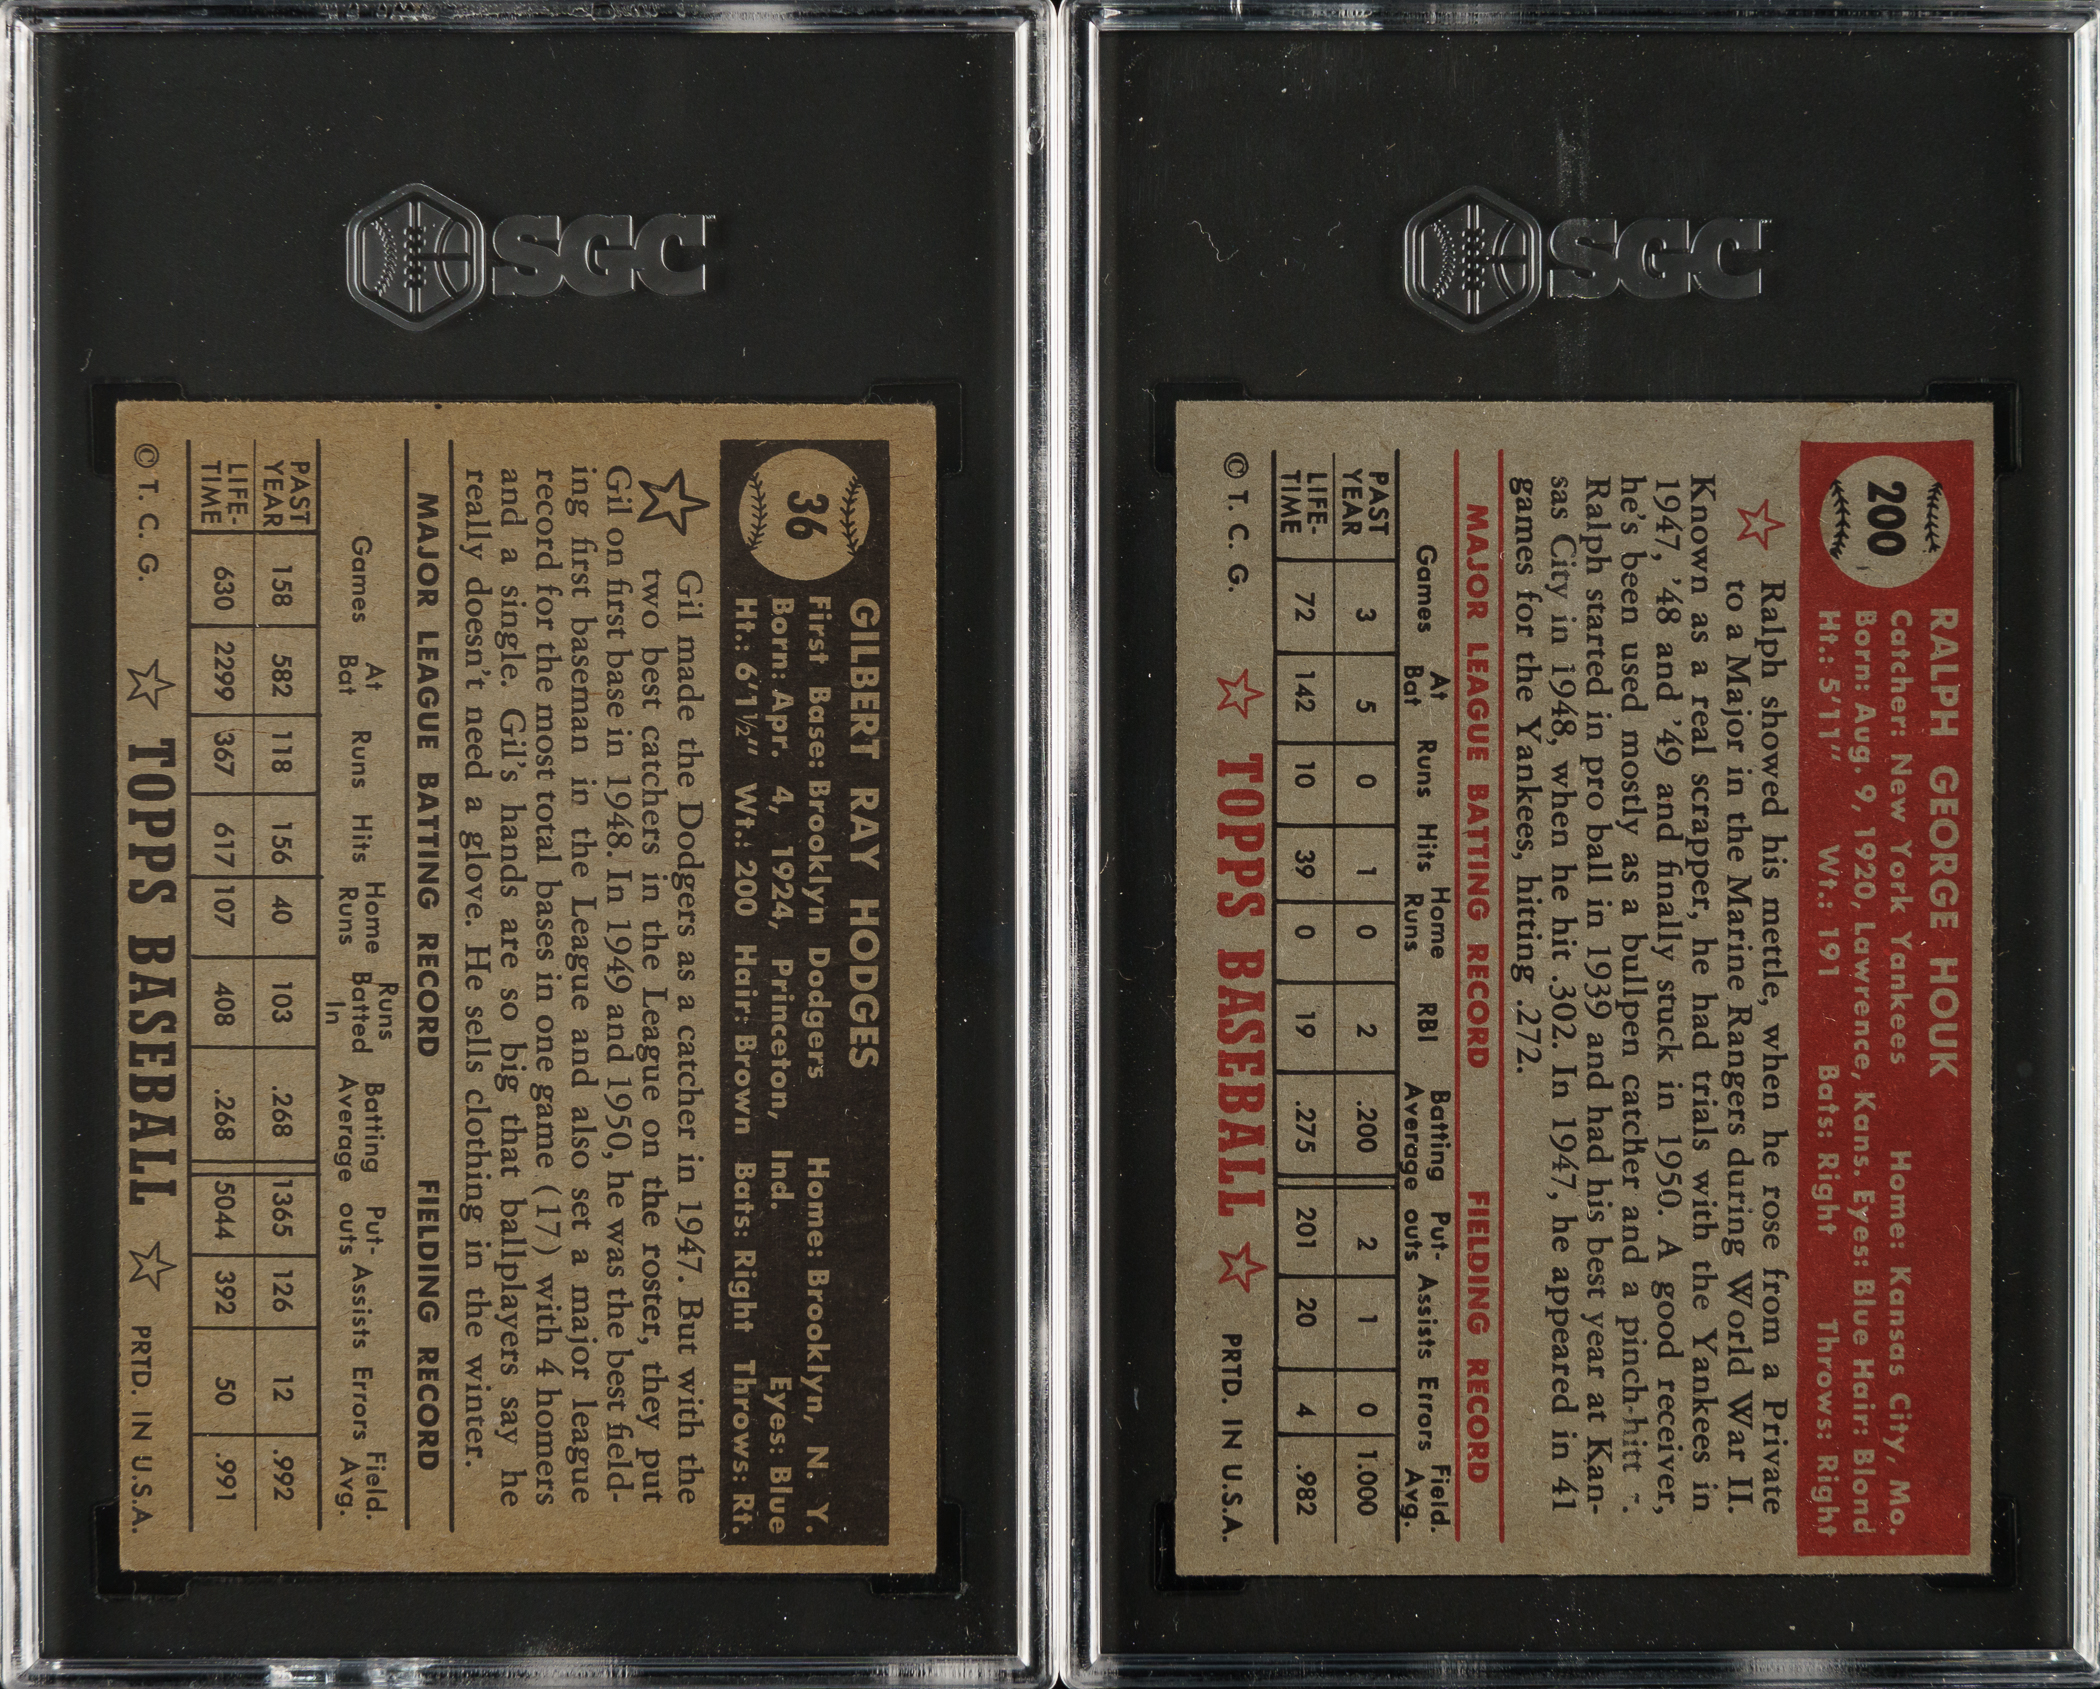 SGC
36
GILBERT RAY HODGES
First Base: Brooklyn Dodgers Home: Brooklyn, N. Y.
Born: Apr. 4, 1924, Princeton, Ind. Eyes: Blue
Ht.: 6'1½" Wt.: 200 Hair: Brown Bats: Right Throws: Rt.
Gil made the Dodgers as a catcher in 1947. But with the
two best catchers in the League on the roster, they put
Gil on first base in 1948. In 1949 and 1950, he was the best field-
ing first baseman in the League and also set a major league
record for the most total bases in one game (17) with 4 homers
and a single. Gil's hands are so big that ballplayers say he
really doesn't need a glove. He sells clothing in the winter.
MAJOR LEAGUE BATTING RECORD FIELDING RECORD
Games At Bat Runs Hits Home Runs Runs Batted In Batting Average Put-outs Assists Errors Field. Avg.
PAST YEAR 158 582 118 156 40 103 .268 1365 126 12 .992
LIFE-TIME 630 2299 367 617 107 408 .268 5044 392 50 .991
© T. C. G. TOPPS BASEBALL PRTD. IN U.S.A.
SGC
200
RALPH GEORGE HOUK
Catcher: New York Yankees Home: Kansas City, Mo.
Born: Aug. 9, 1920, Lawrence, Kans. Eyes: Blue Hair: Blond
Ht.: 5'11" Wt.: 191 Bats: Right Throws: Right
Ralph showed his mettle, when he rose from a Private
to a Major in the Marine Rangers during World War II.
Known as a real scrapper, he had trials with the Yankees in
1947, '48 and '49 and finally stuck in 1950. A good receiver,
he's been used mostly as a bullpen catcher and a pinch-hitt .
Ralph started in pro ball in 1939 and had his best year at Kan-
sas City in 1948, when he hit .302. In 1947, he appeared in 41
games for the Yankees, hitting .272.
MAJOR LEAGUE BATTING RECORD FIELDING RECORD
Games At Bat Runs Hits Home Runs RBI Batting Average Put-outs Assists Errors Field. Avg.
PAST YEAR 3 5 0 1 0 2 .200 2 1 0 1.000
LIFE-TIME 72 142 10 39 0 19 .275 201 20 4 .982
© T. C. G. TOPPS BASEBALL PRTD. IN U.S.A.